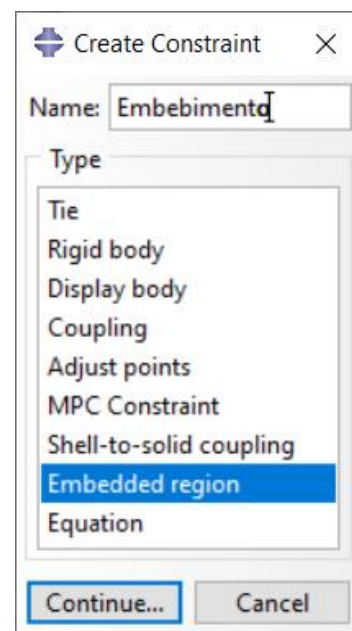 Create Constraint
Name: Embebimento
Type
Tie
Rigid body
Display body
Coupling
Adjust points
MPC Constraint
Shell-to-solid coupling
Embedded region
Equation
Continue... Cancel